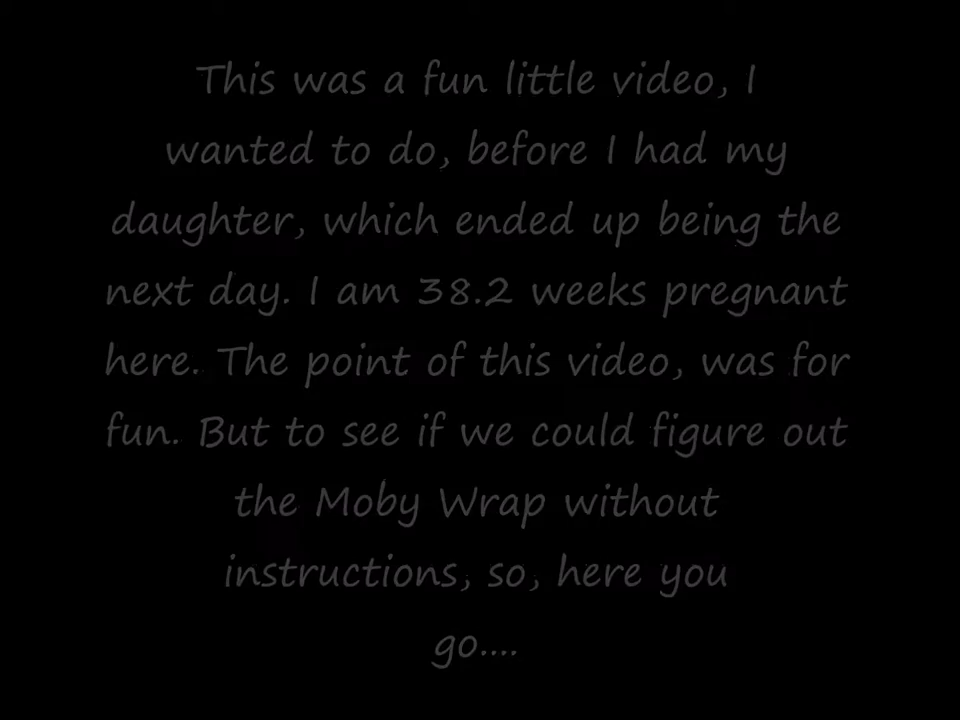 This was a fun little video, I
wanted to do, before I had my
daughter, which ended up being the
next day. I am 38.2 weeks pregnant
here. The point of this video, was for
fun. But to see if we could figure out
the Moby Wrap without
instructions, so, here you
go....